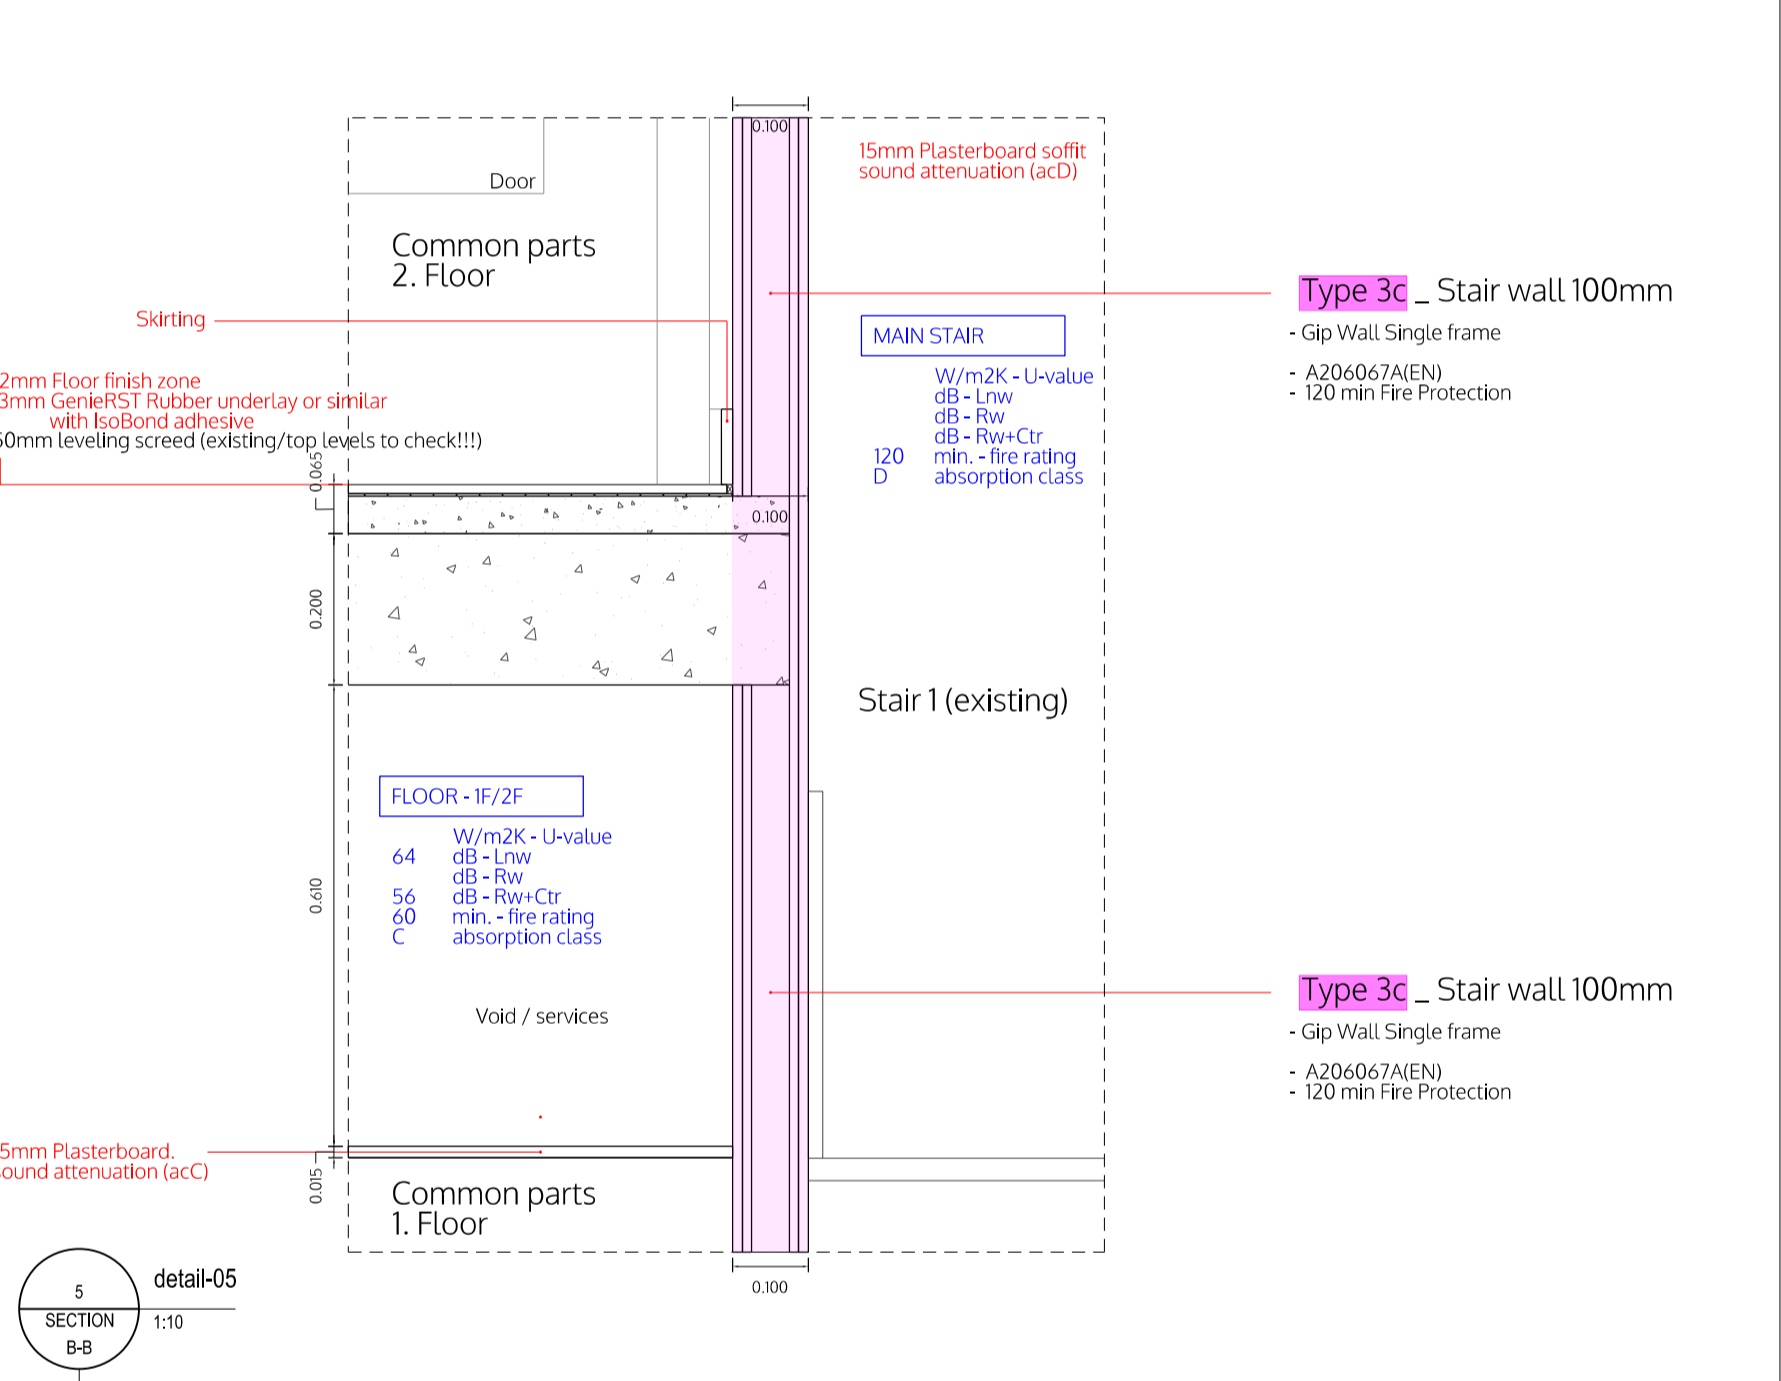 0.100
15mm Plasterboard soffit
sound attenuation (acD)
Door
Common parts
2. Floor
Type 3c _ Stair wall 100mm
- Gip Wall Single frame
- A206067A(EN)
- 120 min Fire Protection
Skirting
MAIN STAIR
W/m2K - U-value
dB - Lnw
dB - Rw
dB - Rw+Ctr
120 min. - fire rating
D absorption class
2mm Floor finish zone
3mm GenieRST Rubber underlay or similar
with IsoBond adhesive
50mm leveling screed (existing/top levels to check!!!)
0.065
0.100
0.200
Stair 1 (existing)
FLOOR - 1F/2F
W/m2K - U-value
64 dB - Lnw
dB - Rw
56 dB - Rw+Ctr
60 min. - fire rating
C absorption class
0.610
Void / services
Type 3c _ Stair wall 100mm
- Gip Wall Single frame
- A206067A(EN)
- 120 min Fire Protection
5mm Plasterboard.
sound attenuation (acC)
0.015
Common parts
1. Floor
0.100
5
SECTION
B-B
detail-05
1:10